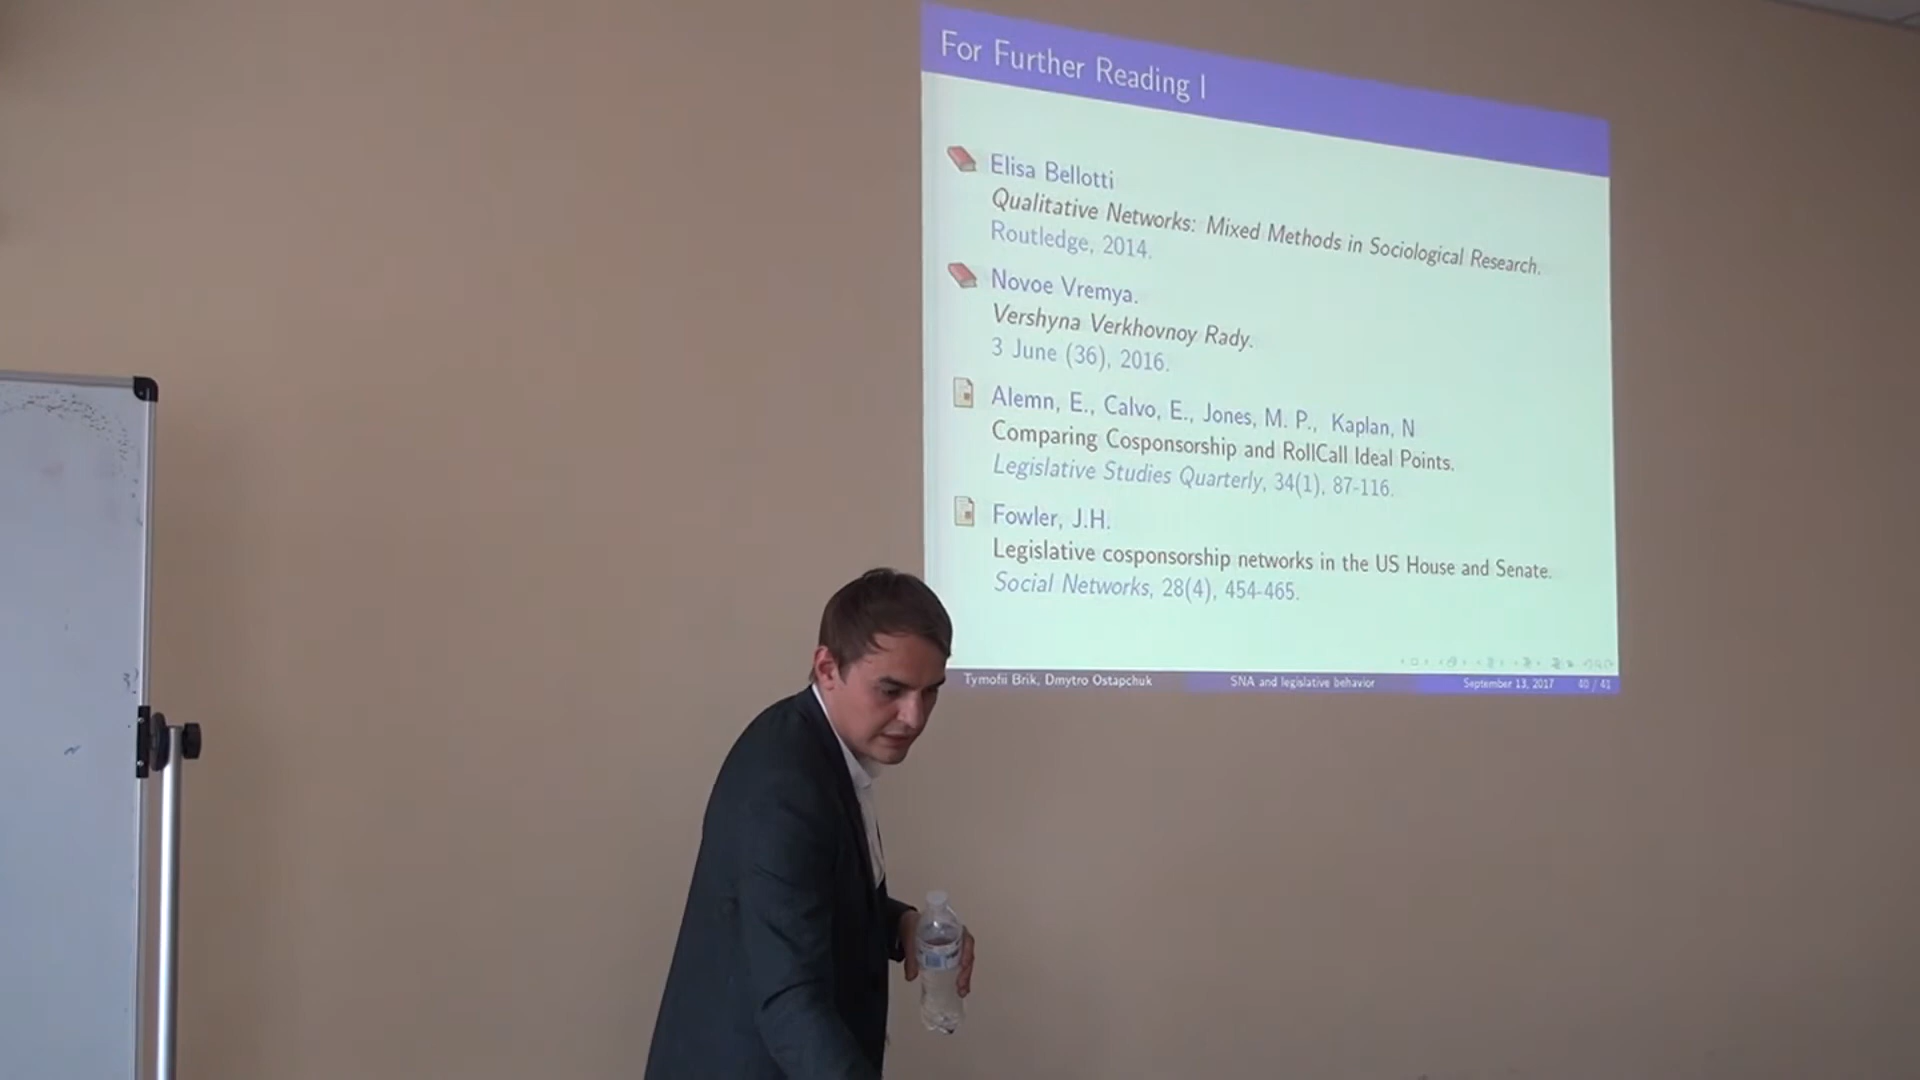 For Further Reading I
Elisa Bellotti
Qualitative Networks: Mixed Methods in Sociological Research.
Routledge, 2014.
Novoe Vremya.
Vershyna Verkhovnoy Rady.
3 June (36), 2016.
Alemn, E., Calvo, E., Jones, M. P., Kaplan, N
Comparing Cosponsorship and RollCall Ideal Points.
Legislative Studies Quarterly, 34(1), 87-116.
Fowler, J.H.
Legislative cosponsorship networks in the US House and Senate.
Social Networks, 28(4), 454-465.
Tymofii Brik, Dmytro Ostapchuk SNA and legislative behavior September 13, 2017 40 / 41